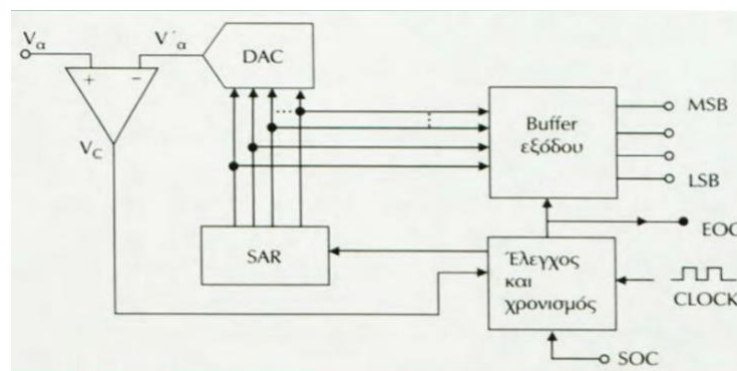 Vα
V´α
DAC
+
−
MSB
Buffer
εξόδου
VC
LSB
EOC
SAR
Έλεγχος
και
χρονισμός
CLOCK
SOC